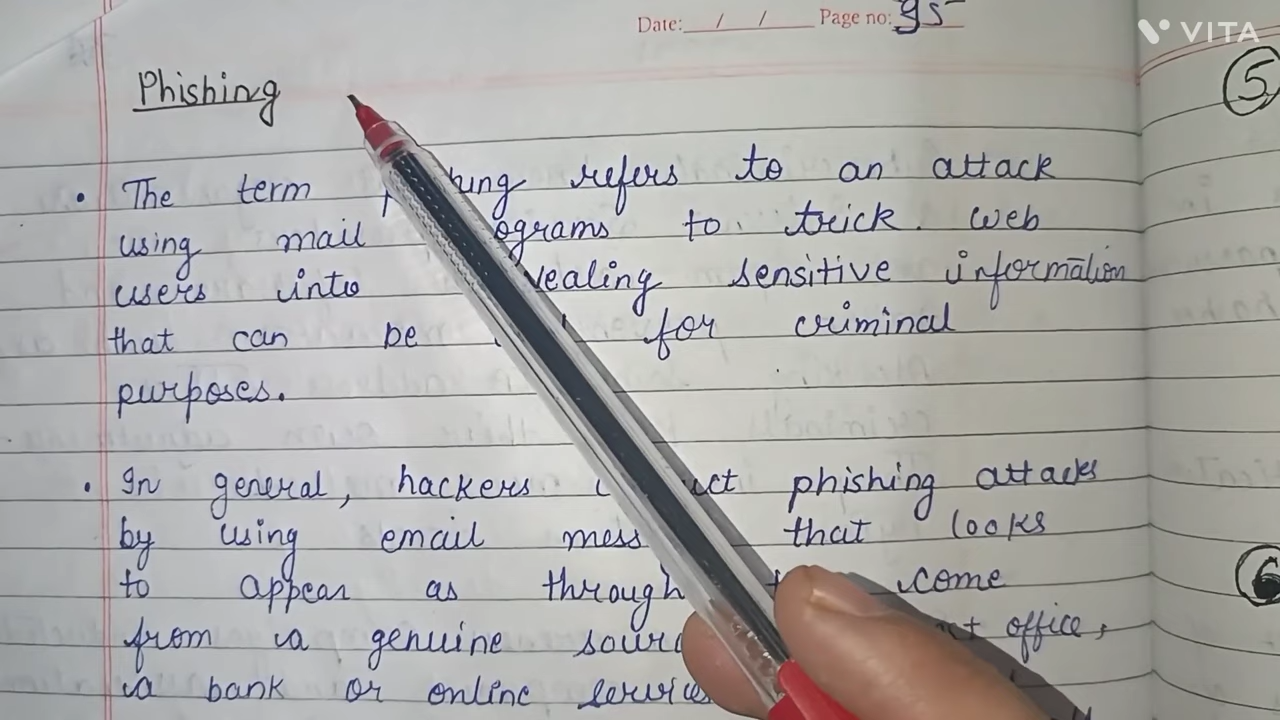 Date: / / Page no: 95
VITA
Phishing
5
• The term refers to an attack
using mail to trick web
users into sensitive information
that can be for criminal
purposes.
• In general, hackers phishing attacks
by using email that looks
to appear as through come
from a genuine office,
6
a bank or online